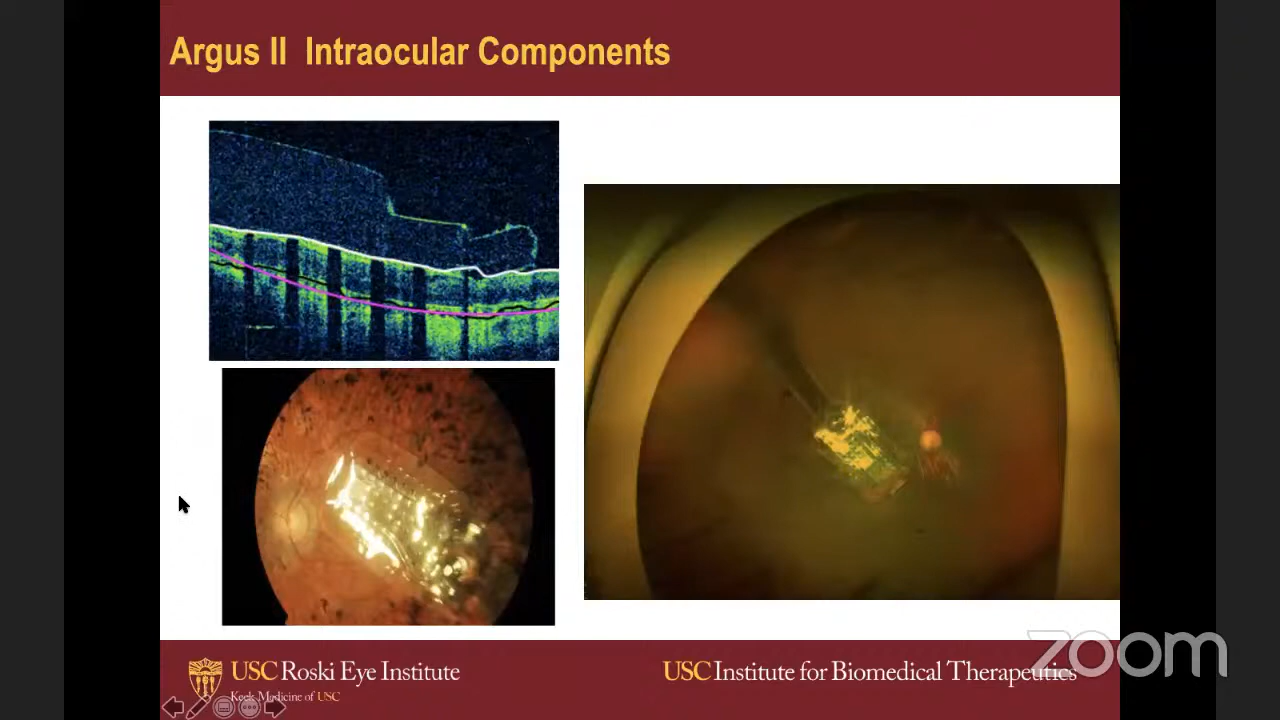 Argus II Intraocular Components
USC Roski Eye Institute
Keck Medicine of USC
USC Institute for Biomedical Therapeutics
zoom